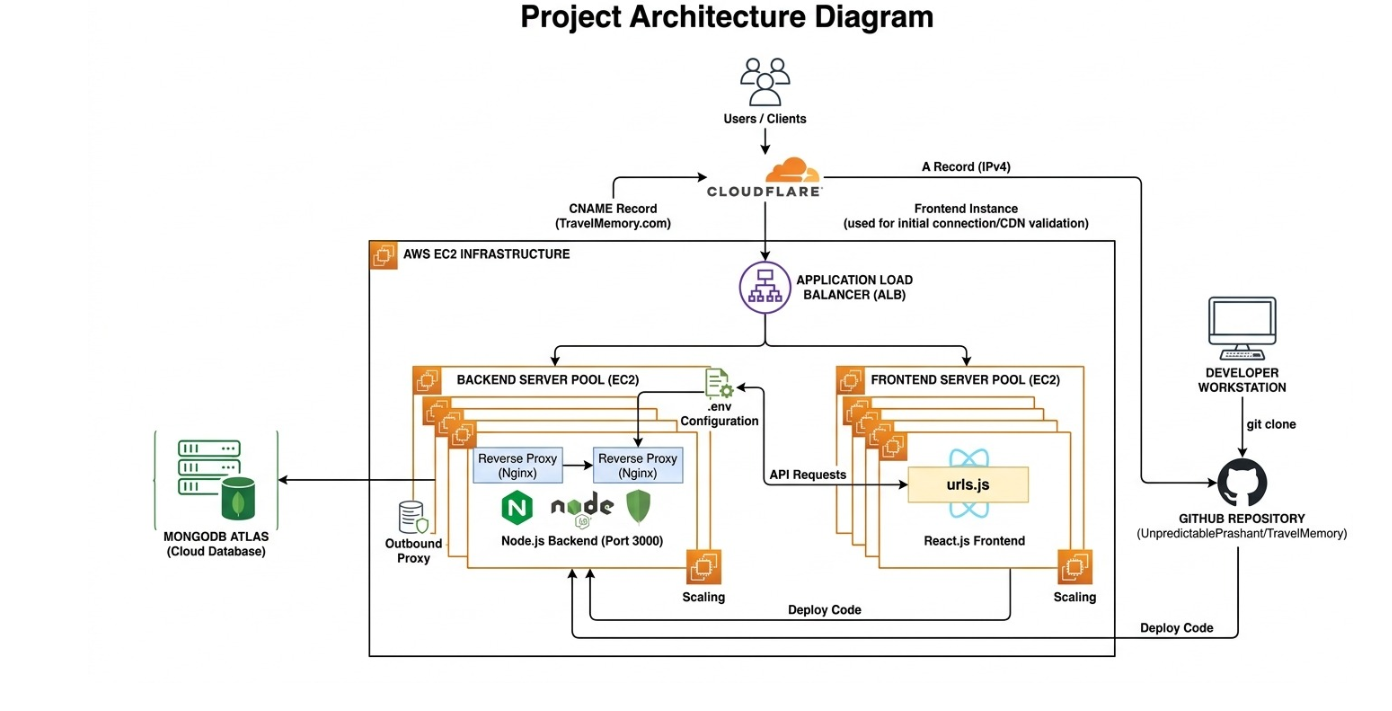 Project Architecture Diagram
Users / Clients
CLOUDFLARE
A Record (IPv4)
CNAME Record
(TravelMemory.com)
Frontend Instance
(used for initial connection/CDN validation)
AWS EC2 INFRASTRUCTURE
APPLICATION LOAD
BALANCER (ALB)
BACKEND SERVER POOL (EC2)
.env
Configuration
FRONTEND SERVER POOL (EC2)
DEVELOPER
WORKSTATION
git clone
Reverse Proxy
(Nginx)
Reverse Proxy
(Nginx)
API Requests
urls.js
N
node
JS
Node.js Backend (Port 3000)
React.js Frontend
MONGODB ATLAS
(Cloud Database)
Outbound
Proxy
GITHUB REPOSITORY
(UnpredictablePrashant/TravelMemory)
Scaling
Scaling
Deploy Code
Deploy Code